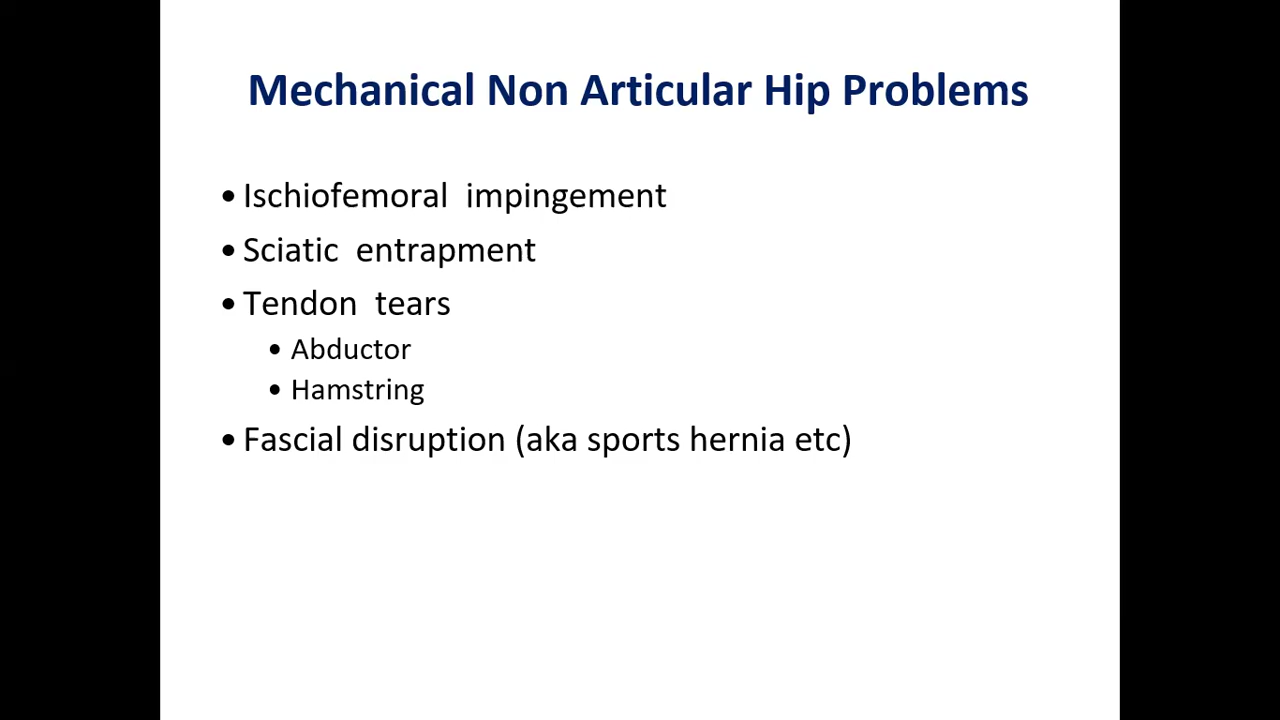 Mechanical Non Articular Hip Problems
• Ischiofemoral impingement
• Sciatic entrapment
• Tendon tears
• Abductor
• Hamstring
• Fascial disruption (aka sports hernia etc)